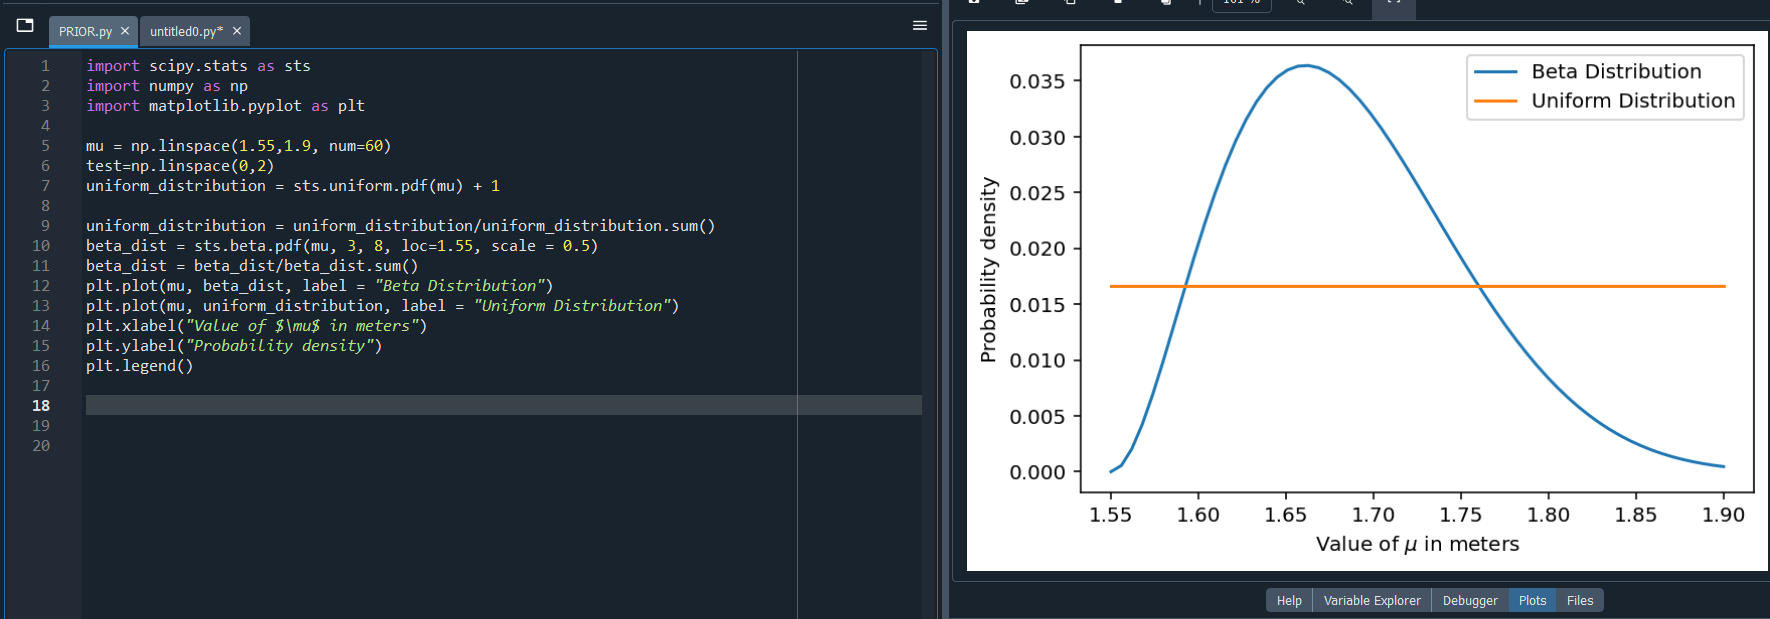 PRIOR.py × untitled0.py* ×
1 import scipy.stats as sts
2 import numpy as np
3 import matplotlib.pyplot as plt
4
5 mu = np.linspace(1.55,1.9, num=60)
6 test=np.linspace(0,2)
7 uniform_distribution = sts.uniform.pdf(mu) + 1
8
9 uniform_distribution = uniform_distribution/uniform_distribution.sum()
10 beta_dist = sts.beta.pdf(mu, 3, 8, loc=1.55, scale = 0.5)
11 beta_dist = beta_dist/beta_dist.sum()
12 plt.plot(mu, beta_dist, label = "Beta Distribution")
13 plt.plot(mu, uniform_distribution, label = "Uniform Distribution")
14 plt.xlabel("Value of $\mu$ in meters")
15 plt.ylabel("Probability density")
16 plt.legend()
17
18
19
20
Beta Distribution
Uniform Distribution
Probability density
0.035
0.030
0.025
0.020
0.015
0.010
0.005
0.000
1.55 1.60 1.65 1.70 1.75 1.80 1.85 1.90
Value of μ in meters
Help Variable Explorer Debugger Plots Files